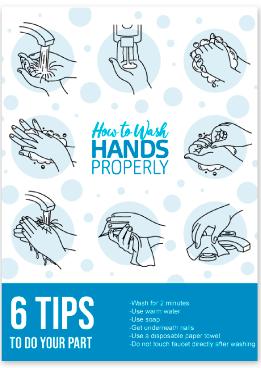 How to Wash
HANDS
PROPERLY
6 TIPS
TO DO YOUR PART
-Wash for 2 minutes
-Use warm water
-Use soap
-Get underneath nails
-Use a disposable paper towel
-Do not touch faucet directly after washing